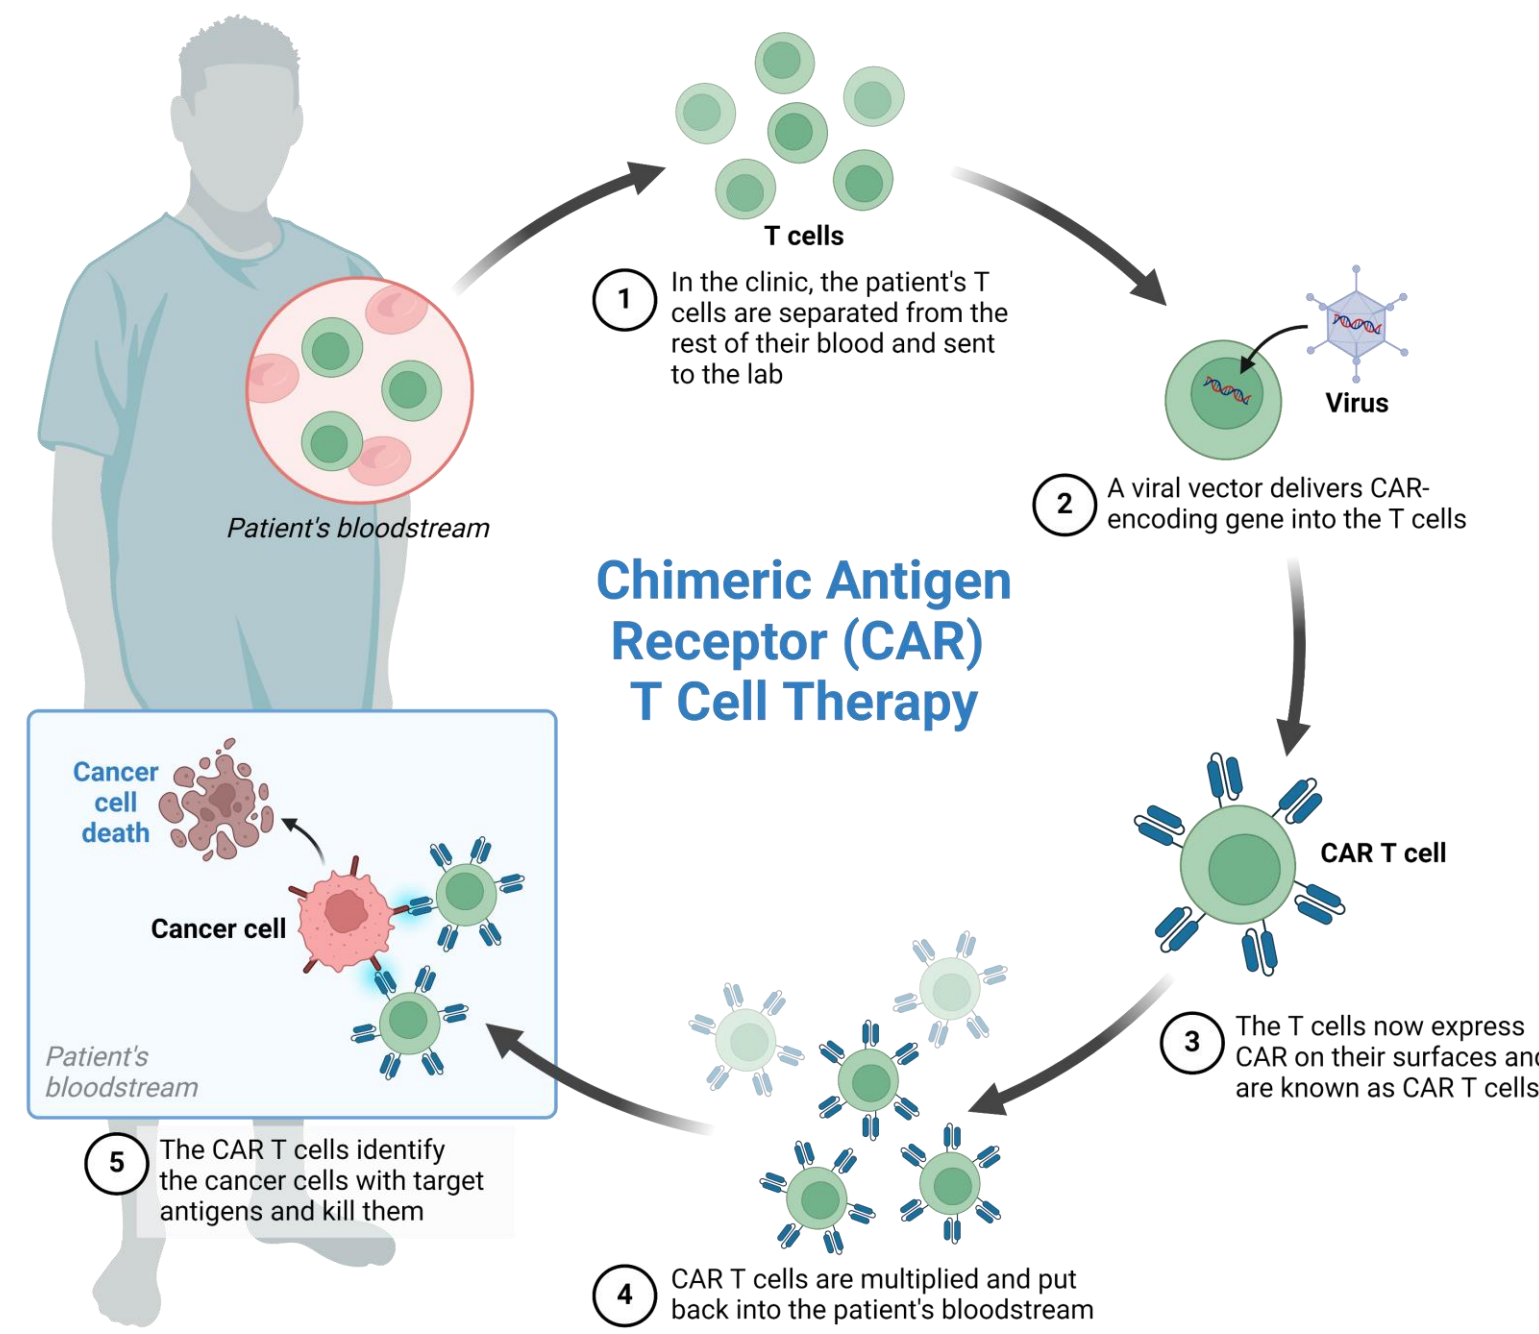 T cells
1
In the clinic, the patient's T
cells are separated from the
rest of their blood and sent
to the lab
Virus
2
A viral vector delivers CAR-
encoding gene into the T cells
Patient's bloodstream
Chimeric Antigen
Receptor (CAR)
T Cell Therapy
CAR T cell
3
The T cells now express
CAR on their surfaces and
are known as CAR T cells
4
CAR T cells are multiplied and put
back into the patient's bloodstream
Cancer
cell
death
Cancer cell
Patient's
bloodstream
5
The CAR T cells identify
the cancer cells with target
antigens and kill them